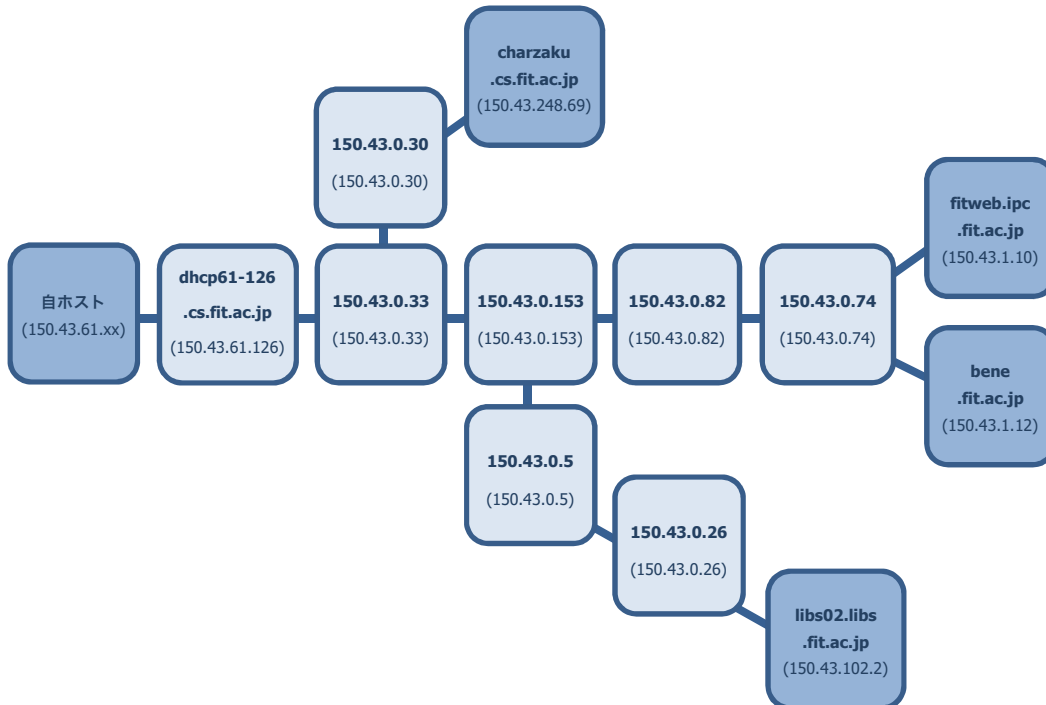 charzaku
.cs.fit.ac.jp
(150.43.248.69)
150.43.0.30
(150.43.0.30)
fitweb.ipc
.fit.ac.jp
(150.43.1.10)
自ホスト
(150.43.61.xx)
dhcp61-126
.cs.fit.ac.jp
(150.43.61.126)
150.43.0.33
(150.43.0.33)
150.43.0.153
(150.43.0.153)
150.43.0.82
(150.43.0.82)
150.43.0.74
(150.43.0.74)
bene
.fit.ac.jp
(150.43.1.12)
150.43.0.5
(150.43.0.5)
150.43.0.26
(150.43.0.26)
libs02.libs
.fit.ac.jp
(150.43.102.2)